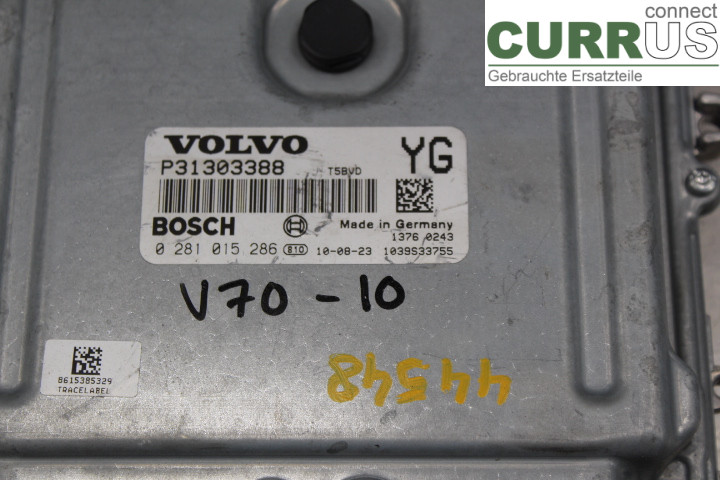 connect
CURRUS
Gebrauchte Ersatzteile
VOLVO
YG
P31303388
T5BVD
BOSCH
Made in Germany
1376 0243
0 281 015 286 810 10-08-23 1039S33755
V70-10
44548
8615385329
TRACELABEL